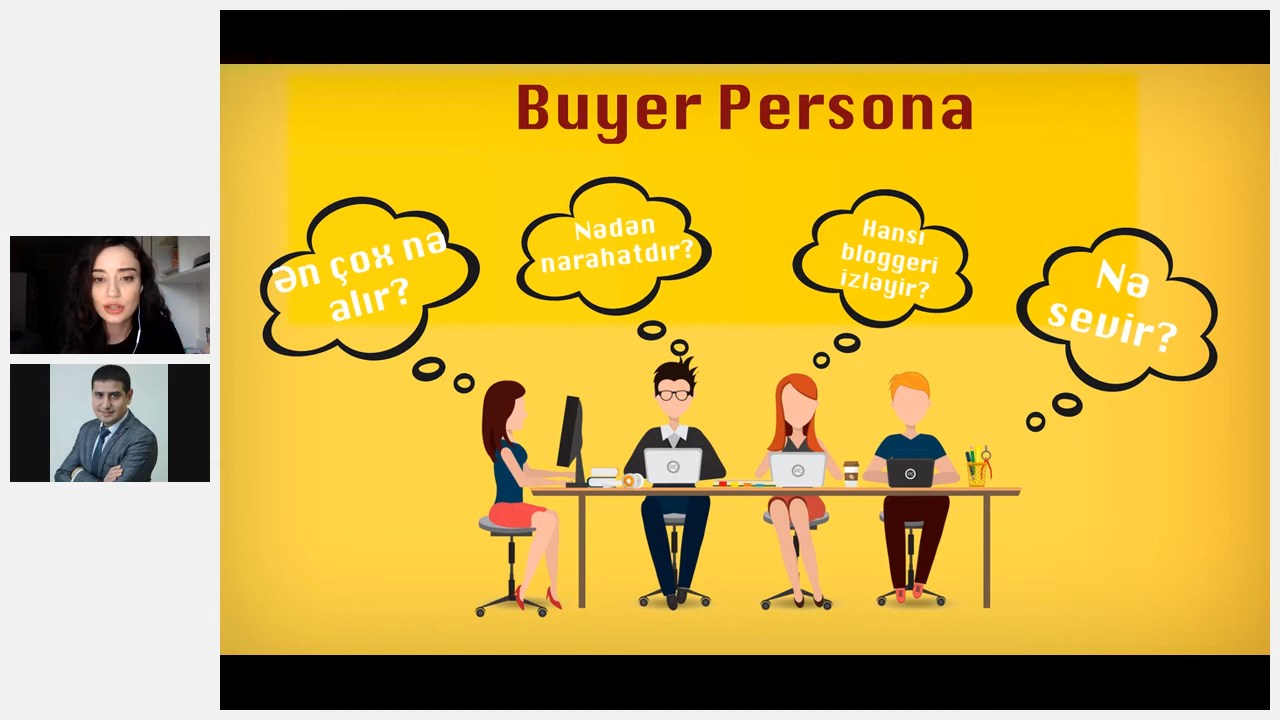 Buyer Persona
Ən çox nə
alır?
Nədən
narahatdır?
Hansı
bloggeri
izləyir?
Nə
sevir?